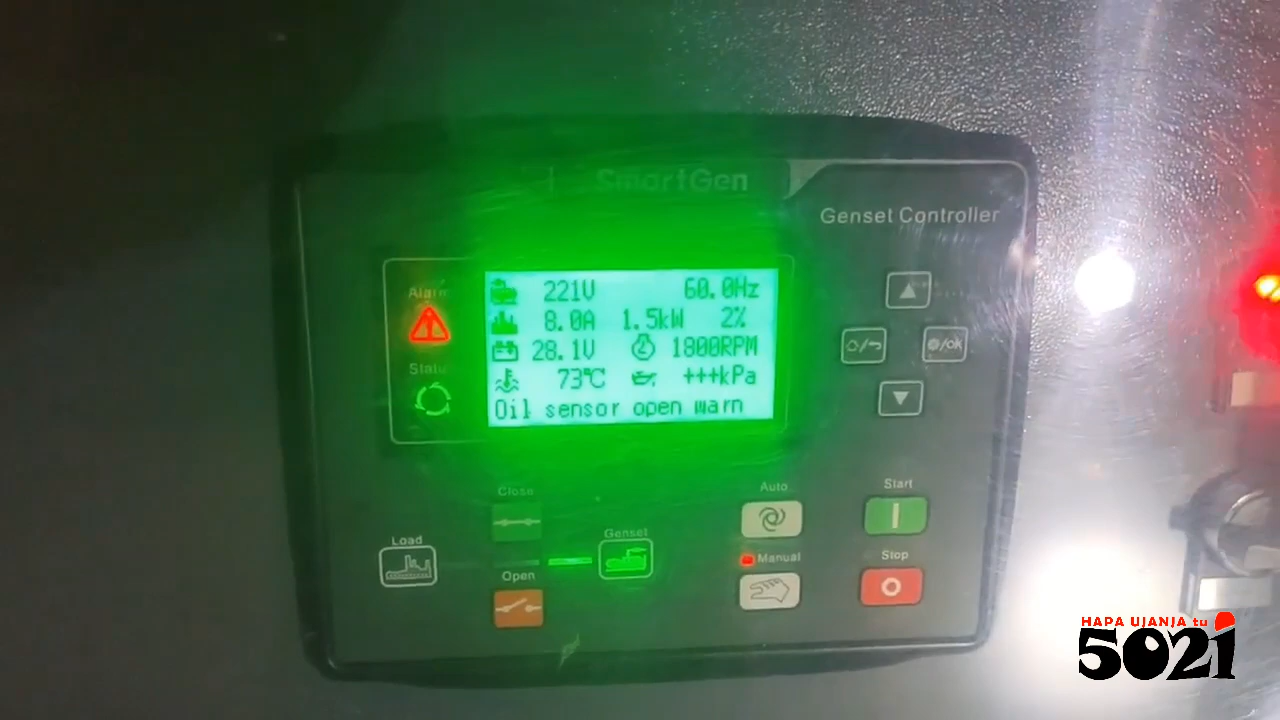 SmartGen
Genset Controller
Alarm
221V 60.0Hz
8.0A 1.5kW 2%
28.1V 1800RPM
73℃ +++kPa
Oil sensor open warn
Status
/OK
Close
Auto
Start
Load
Genset
Manual
Stop
Open
HAPA UJANJA tu
5021